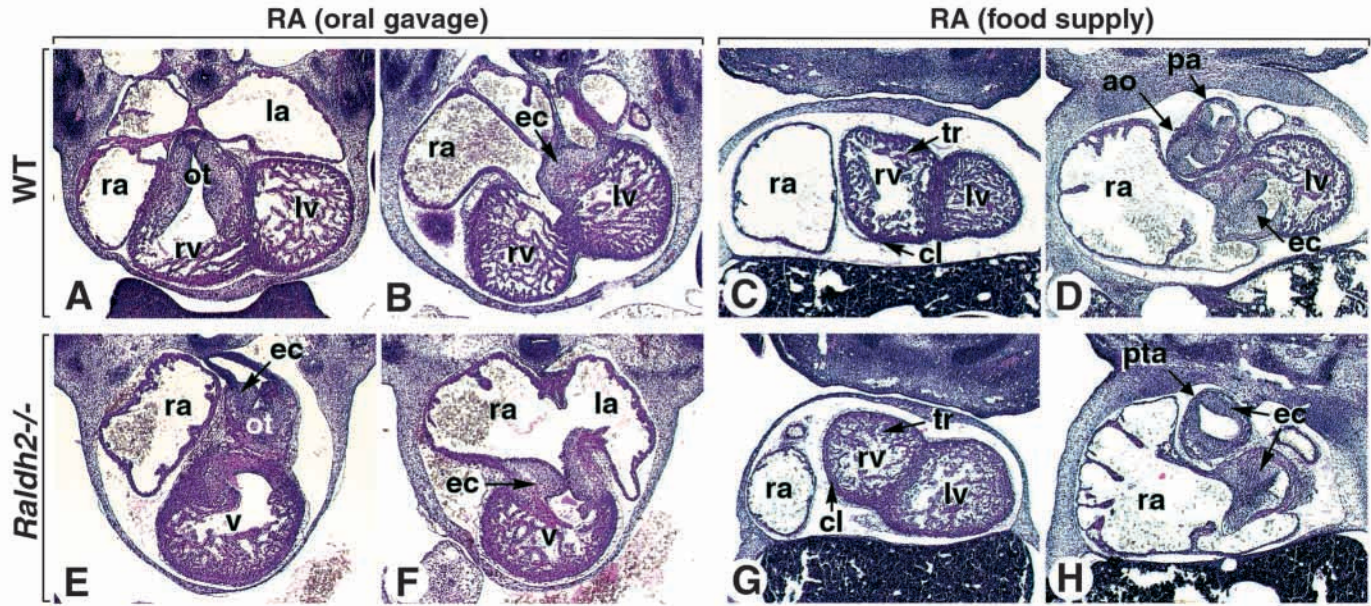 RA (oral gavage)
RA (food supply)
WT
la
ra
ot
lv
rv
A
ec
ra
lv
rv
B
tr
ra
rv
lv
cl
C
pa
ao
ra
lv
ec
D
Raldh2-/-
ec
ra
ot
v
E
ra
la
ec
v
F
tr
rv
ra
lv
cl
G
pta
ec
ra
H